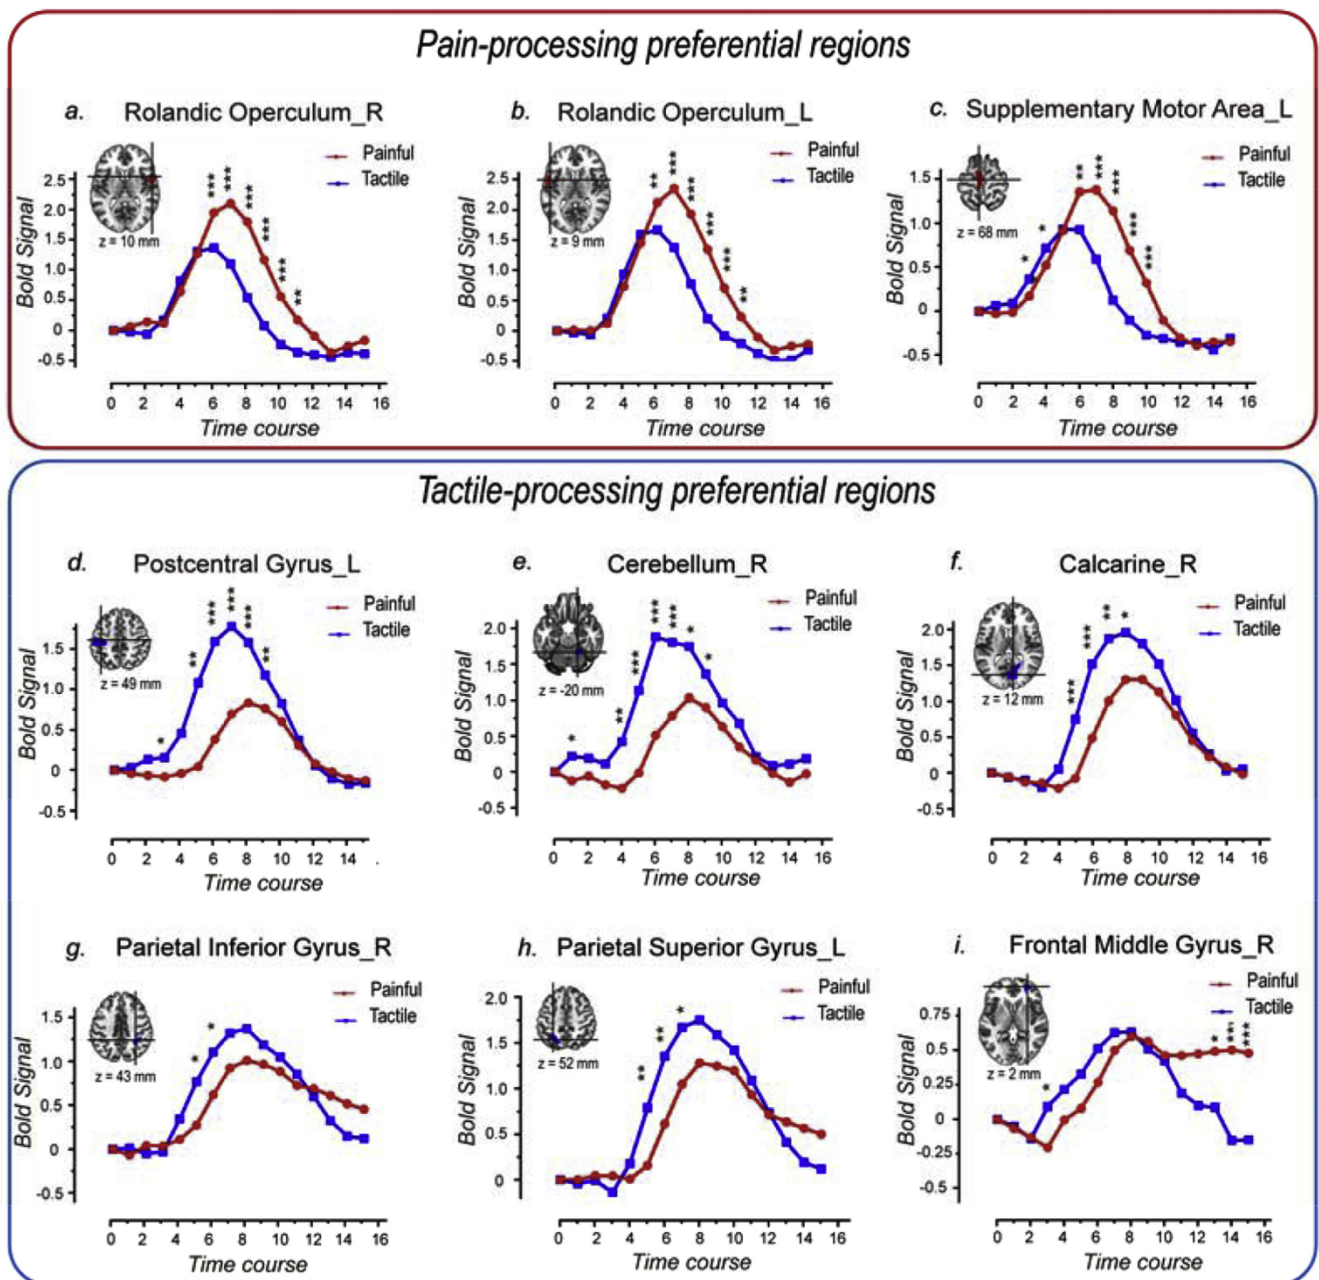 Pain-processing preferential regions
a. Rolandic Operculum_R
Painful
Tactile
z = 10 mm
Bold Signal
2.5
2.0
1.5
1.0
0.5
0
-0.5
*** *** *** *** *** **
0 2 4 6 8 10 12 14 16
Time course
b. Rolandic Operculum_L
Painful
Tactile
z = 9 mm
Bold Signal
2.5
2.0
1.5
1.0
0.5
0
-0.5
** *** *** *** *** **
0 2 4 6 8 10 12 14 16
Time course
c. Supplementary Motor Area_L
Painful
Tactile
z = 68 mm
Bold Signal
1.5
1.0
0.5
0
-0.5
* * ** *** *** *** ***
0 2 4 6 8 10 12 14 16
Time course
Tactile-processing preferential regions
d. Postcentral Gyrus_L
Painful
Tactile
z = 49 mm
Bold Signal
1.5
1.0
0.5
0
-0.5
* ** *** *** *** **
0 2 4 6 8 10 12 14
Time course
e. Cerebellum_R
Painful
Tactile
z = -20 mm
Bold Signal
2.0
1.5
1.0
0.5
0
-0.5
* ** *** *** *** * *
0 2 4 6 8 10 12 14 16
Time course
f. Calcarine_R
Painful
Tactile
z = 12 mm
Bold Signal
2.0
1.5
1.0
0.5
0
-0.5
*** *** ** *
0 2 4 6 8 10 12 14 16
Time course
g. Parietal Inferior Gyrus_R
Painful
Tactile
z = 43 mm
Bold Signal
1.5
1.0
0.5
0
-0.5
* *
0 2 4 6 8 10 12 14 16
Time course
h. Parietal Superior Gyrus_L
Painful
Tactile
z = 52 mm
Bold Signal
2.0
1.5
1.0
0.5
0
** ** *
0 2 4 6 8 10 12 14 16
Time course
i. Frontal Middle Gyrus_R
Painful
Tactile
z = 2 mm
Bold Signal
0.75
0.5
0.25
0
-0.25
-0.5
* * ***
0 2 4 6 8 10 12 14 16
Time course